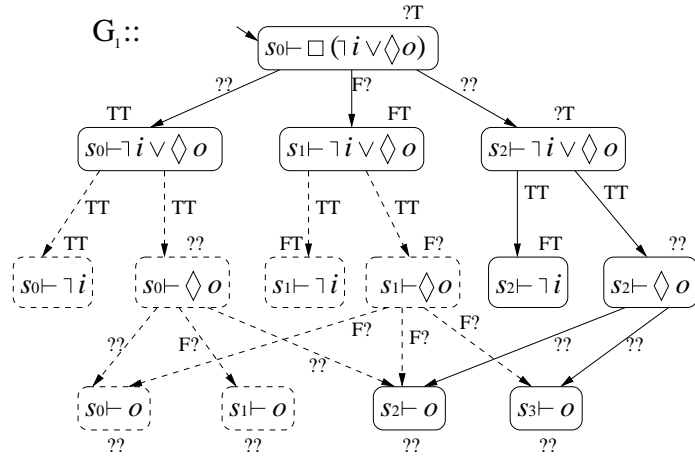 ?T
G₁::
s₀⊢ □ (¬i ∨ ◊o)
?? F? ??
TT FT ?T
s₀⊢¬i ∨ ◊o s₁⊢¬i ∨ ◊o s₂⊢¬i ∨ ◊o
TT TT TT TT TT TT
TT ?? FT F? FT ??
s₀⊢¬i s₀⊢◊o s₁⊢¬i s₁⊢◊o s₂⊢¬i s₂⊢◊o
?? F? ?? F? F? F? ?? ??
s₀⊢o s₁⊢o s₂⊢o s₃⊢o
?? ?? ?? ??